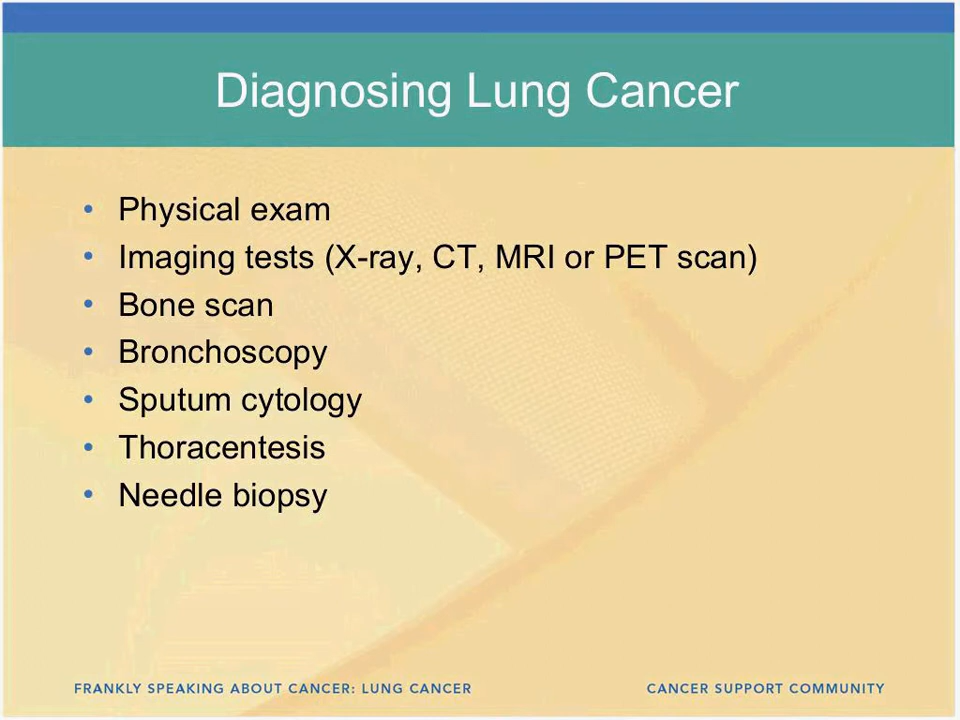 Diagnosing Lung Cancer
• Physical exam
• Imaging tests (X-ray, CT, MRI or PET scan)
• Bone scan
• Bronchoscopy
• Sputum cytology
• Thoracentesis
• Needle biopsy
FRANKLY SPEAKING ABOUT CANCER: LUNG CANCER CANCER SUPPORT COMMUNITY